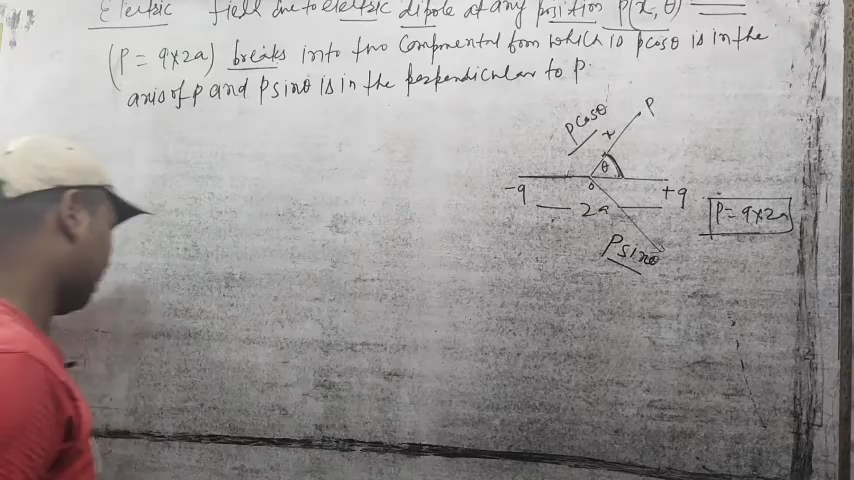 Electric field due to electric dipole at any position P(x, θ)
(P = q×2a) breaks into two Componental form which is pcosθ is in the
axis of p and psinθ is in the perpendicular to p.
pcosθ
x
P
θ
o
-q
+q
2a
Psinθ
P = q×2a